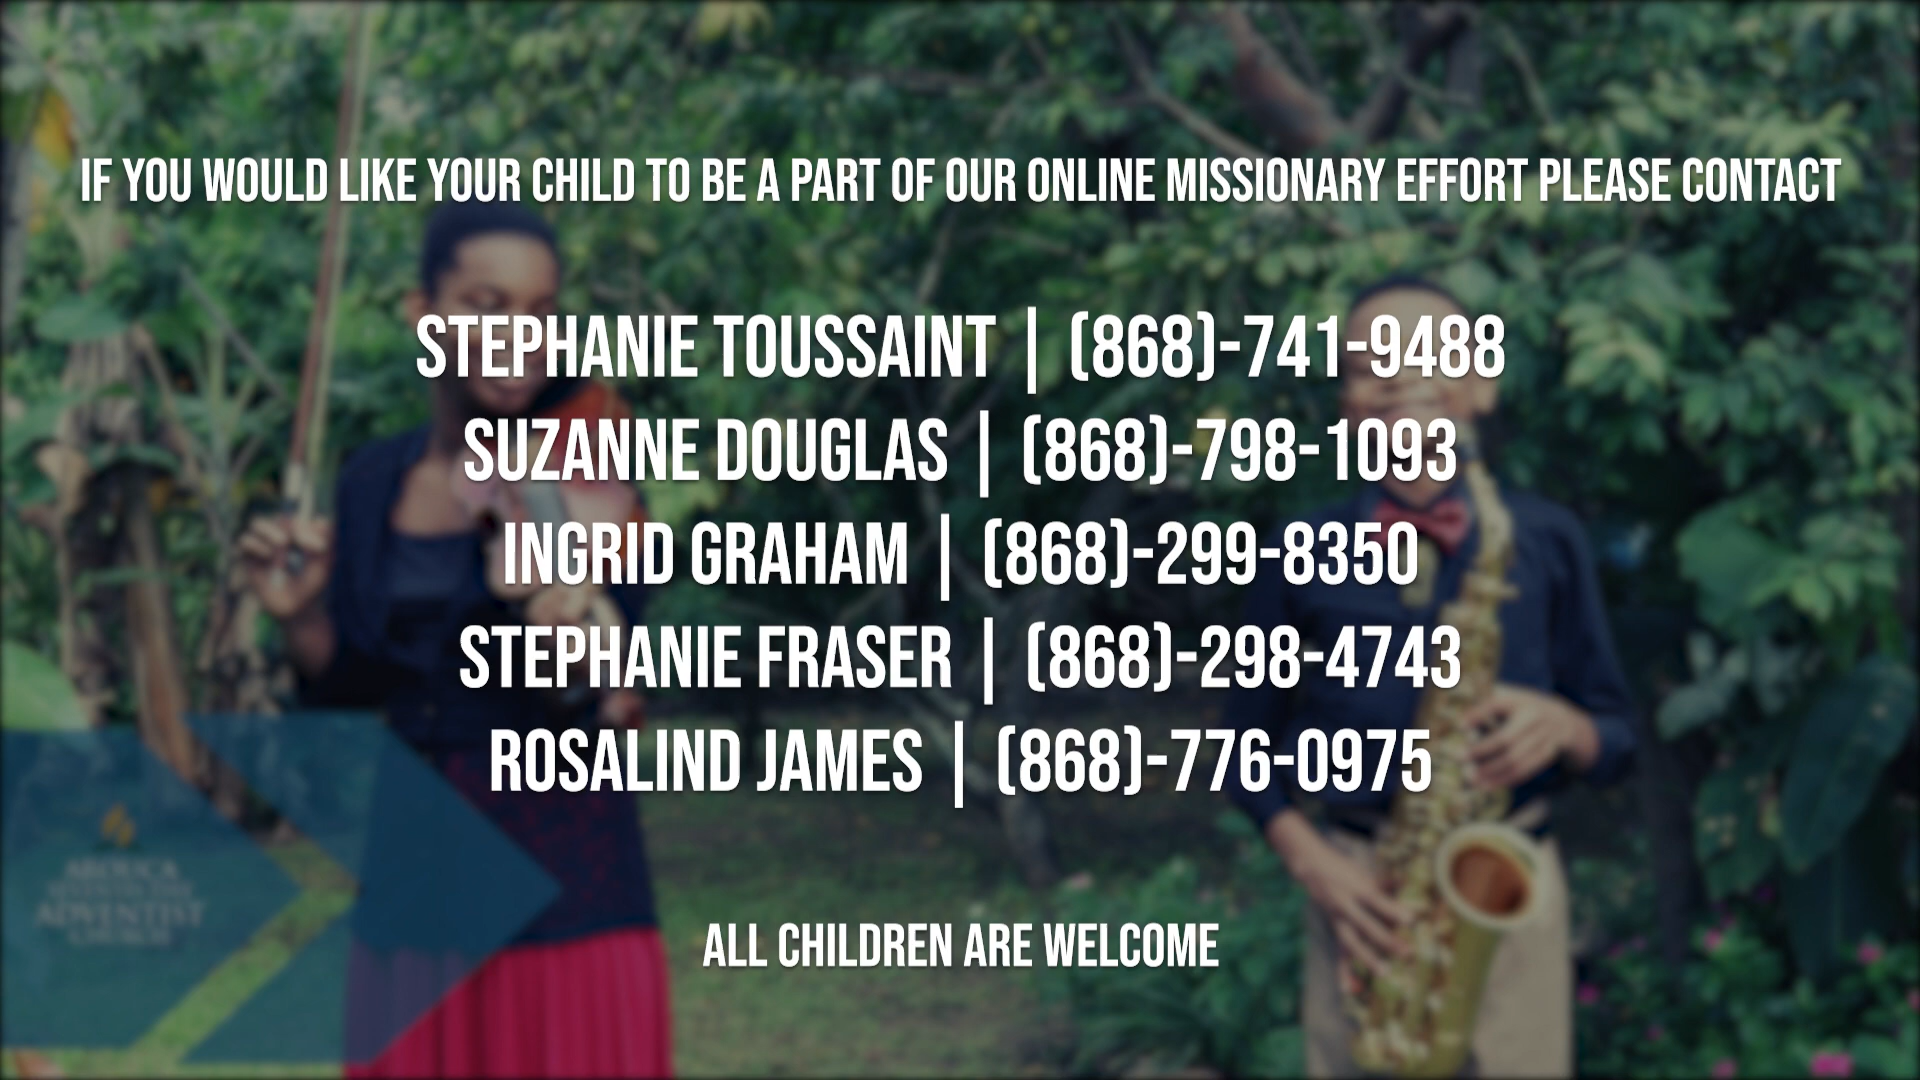 IF YOU WOULD LIKE YOUR CHILD TO BE A PART OF OUR ONLINE MISSIONARY EFFORT PLEASE CONTACT
STEPHANIE TOUSSAINT | (868)-741-9488
SUZANNE DOUGLAS | (868)-798-1093
INGRID GRAHAM | (868)-299-8350
STEPHANIE FRASER | (868)-298-4743
ROSALIND JAMES | (868)-776-0975
AROUCA
ADVENTIST
CHURCH
ALL CHILDREN ARE WELCOME